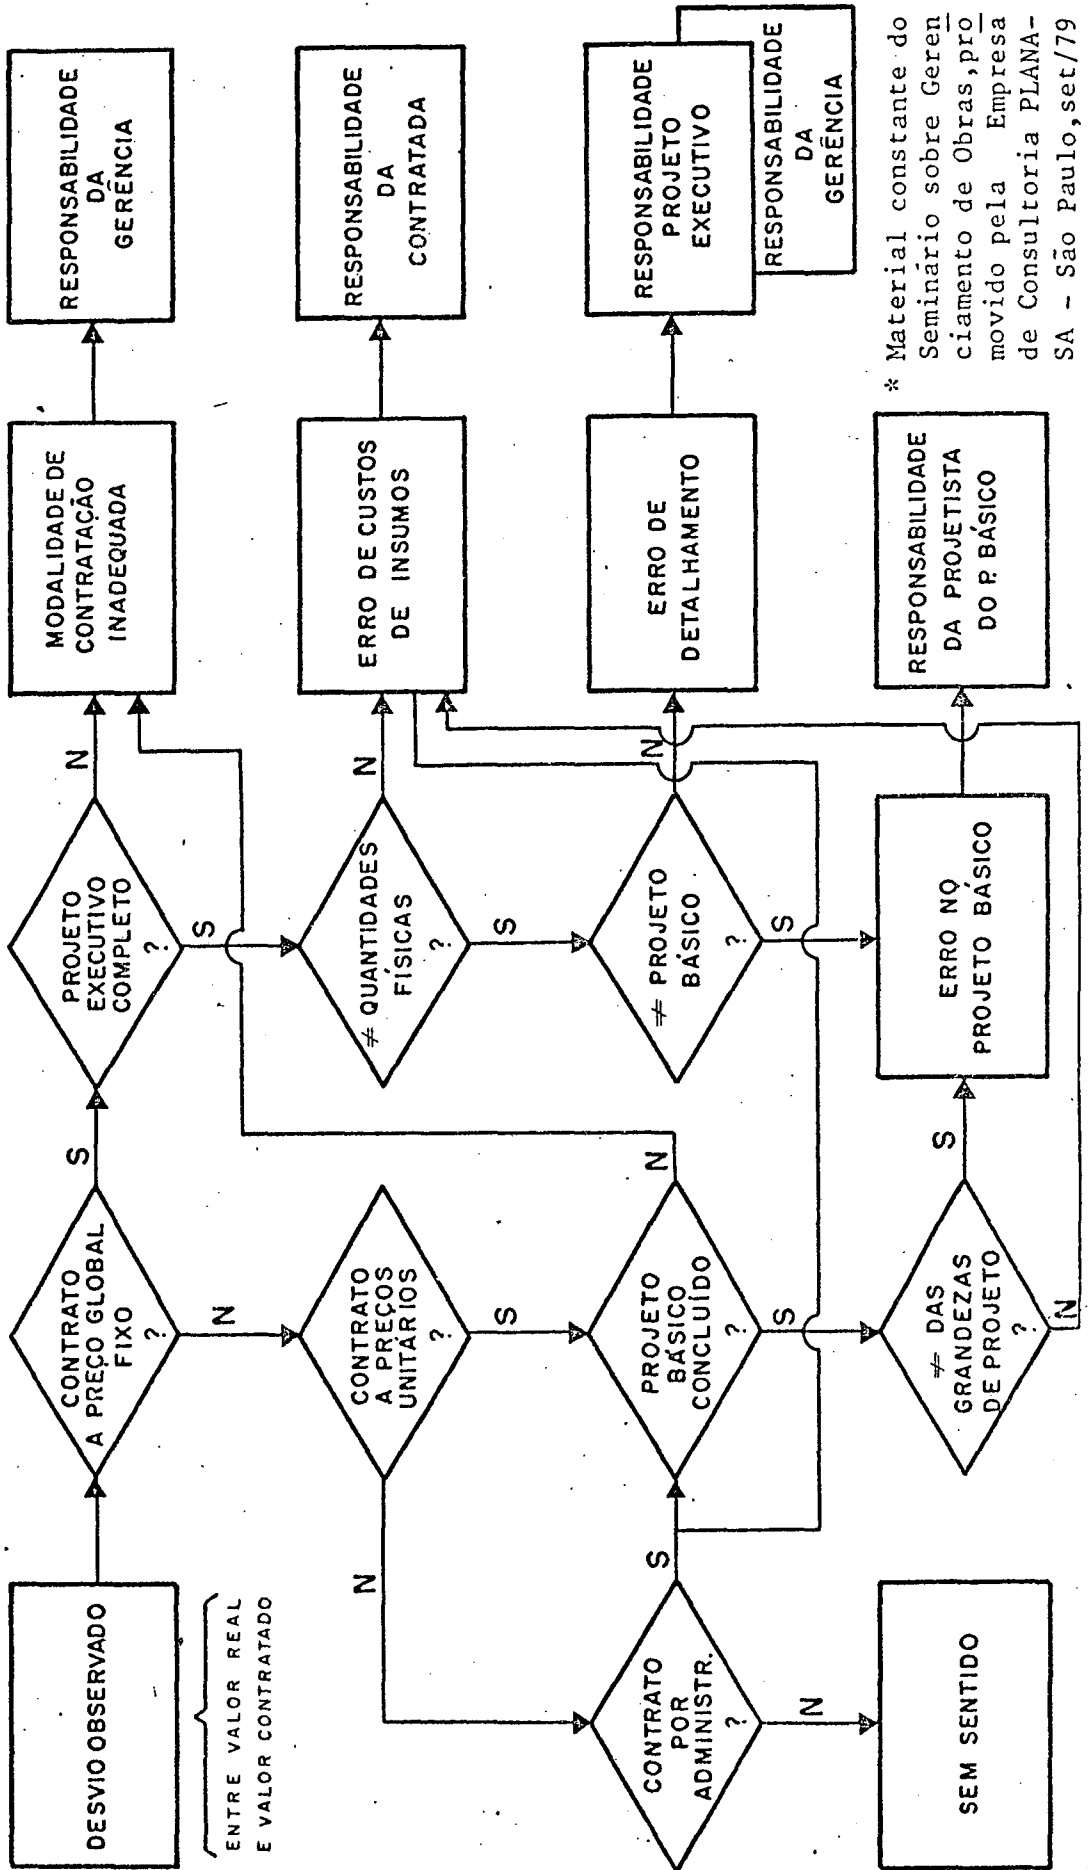 DESVIO OBSERVADO
ENTRE VALOR REAL
E VALOR CONTRATADO
CONTRATO
A PREÇO GLOBAL
FIXO
?
S
N
PROJETO
EXECUTIVO
COMPLETO
?
N
S
MODALIDADE DE
CONTRATAÇÃO
INADEQUADA
RESPONSABILIDADE
DA
GERÊNCIA
CONTRATO
A PREÇOS
UNITÁRIOS
?
N
S
≠ QUANTIDADES
FÍSICAS
?
N
S
ERRO DE CUSTOS
DE INSUMOS
RESPONSABILIDADE
DA
CONTRATADA
CONTRATO
POR
ADMINISTR.
?
S
N
PROJETO
BÁSICO
CONCLUÍDO
?
N
S
≠ PROJETO
BÁSICO
?
N
S
ERRO DE
DETALHAMENTO
RESPONSABILIDADE
PROJETO
EXECUTIVO
RESPONSABILIDADE
DA
GERÊNCIA
SEM SENTIDO
≠ DAS
GRANDEZAS
DE PROJETO
?
S
N
ERRO NO
PROJETO BÁSICO
RESPONSABILIDADE
DA PROJETISTA
DO P. BÁSICO
* Material constante do
Seminário sobre Geren
ciamento de Obras, pro
movido pela Empresa
de Consultoria PLANA-
SA - São Paulo, set/79